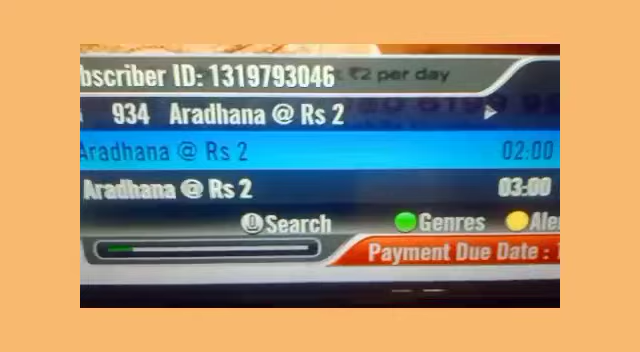 bscriber ID: 1319793046 ₹2 per day
934 Aradhana @ Rs 2
Aradhana @ Rs 2 02:00
Aradhana @ Rs 2 03:00
Search Genres Ale
Payment Due Date :